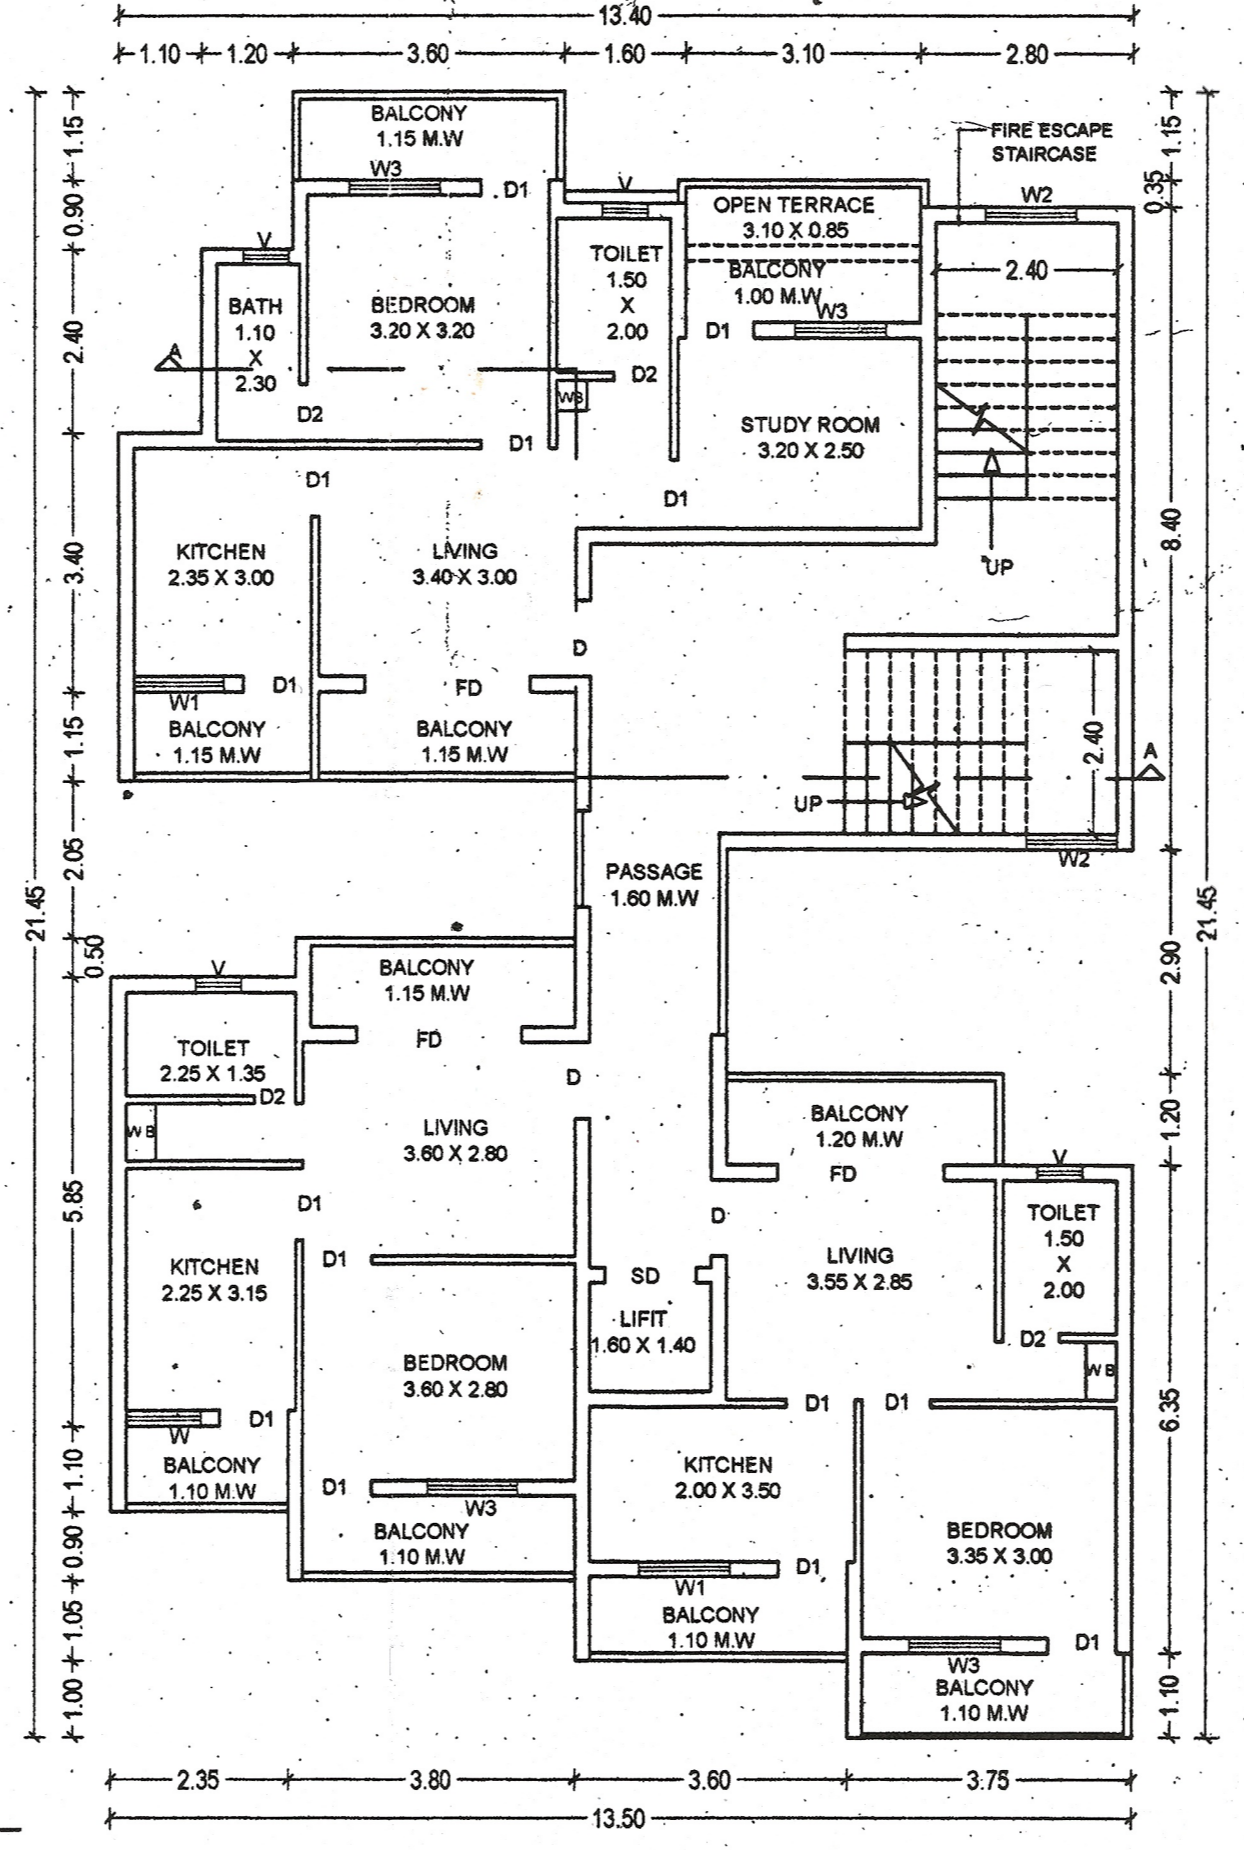 13.40
1.10 1.20 3.60 1.60 3.10 2.80
1.15
0.90
2.40
3.40
1.15
2.05
0.50
5.85
1.10
0.90
1.05
1.00
21.45
BALCONY
1.15 M.W
W3
D1
V
BATH
1.10
X
2.30
D2
BEDROOM
3.20 X 3.20
D1
V
TOILET
1.50
X
2.00
D2
WB
OPEN TERRACE
3.10 X 0.85
BALCONY
1.00 M.W
W3
D1
STUDY ROOM
3.20 X 2.50
D1
FIRE ESCAPE
STAIRCASE
W2
2.40
UP
A
D1
KITCHEN
2.35 X 3.00
LIVING
3.40 X 3.00
D
W1
D1
FD
BALCONY
1.15 M.W
BALCONY
1.15 M.W
2.40
UP
A
W2
PASSAGE
1.60 M.W
BALCONY
1.15 M.W
V
FD
TOILET
2.25 X 1.35
D2
W B
D
LIVING
3.60 X 2.80
D1
D1
KITCHEN
2.25 X 3.15
BEDROOM
3.60 X 2.80
W
D1
BALCONY
1.10 M.W
D1
W3
BALCONY
1.10 M.W
BALCONY
1.20 M.W
FD
V
D
TOILET
1.50
X
2.00
D2
W B
LIVING
3.55 X 2.85
SD
LIFIT
1.60 X 1.40
D1
D1
KITCHEN
2.00 X 3.50
BEDROOM
3.35 X 3.00
W1
D1
BALCONY
1.10 M.W
W3
D1
BALCONY
1.10 M.W
1.15
0.35
8.40
2.90
1.20
6.35
1.10
21.45
2.35 3.80 3.60 3.75
13.50